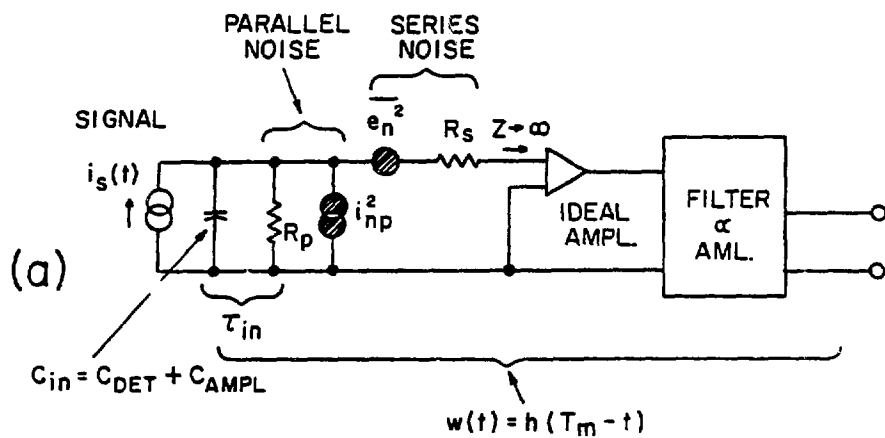 PARALLEL NOISE
SERIES NOISE
SIGNAL
e_n^2
R_s
Z→∞
i_s(t)
R_p
i_np^2
IDEAL AMPL.
FILTER
∝
AML.
(a)
τ_in
C_in = C_DET + C_AMPL
w(t) = h(T_m - t)